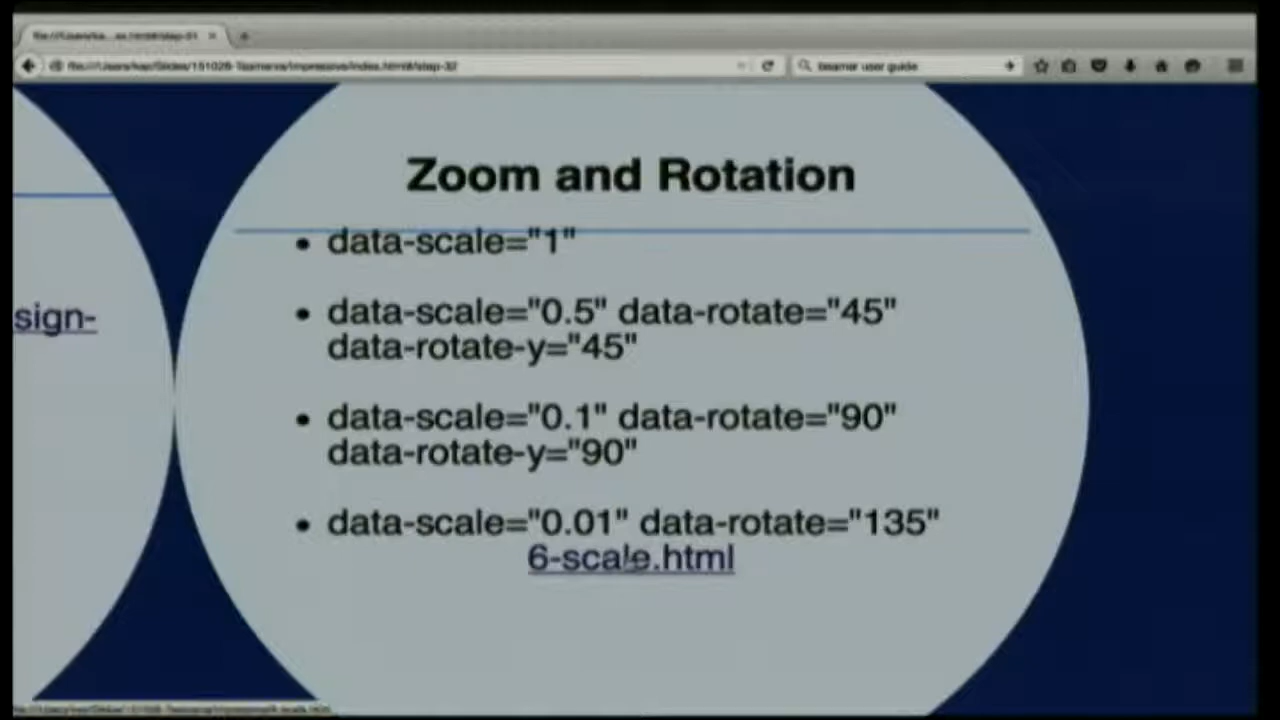 beamer user guide
Zoom and Rotation
• data-scale="1"
• data-scale="0.5" data-rotate="45"
data-rotate-y="45"
sign-
• data-scale="0.1" data-rotate="90"
data-rotate-y="90"
• data-scale="0.01" data-rotate="135"
6-scale.html